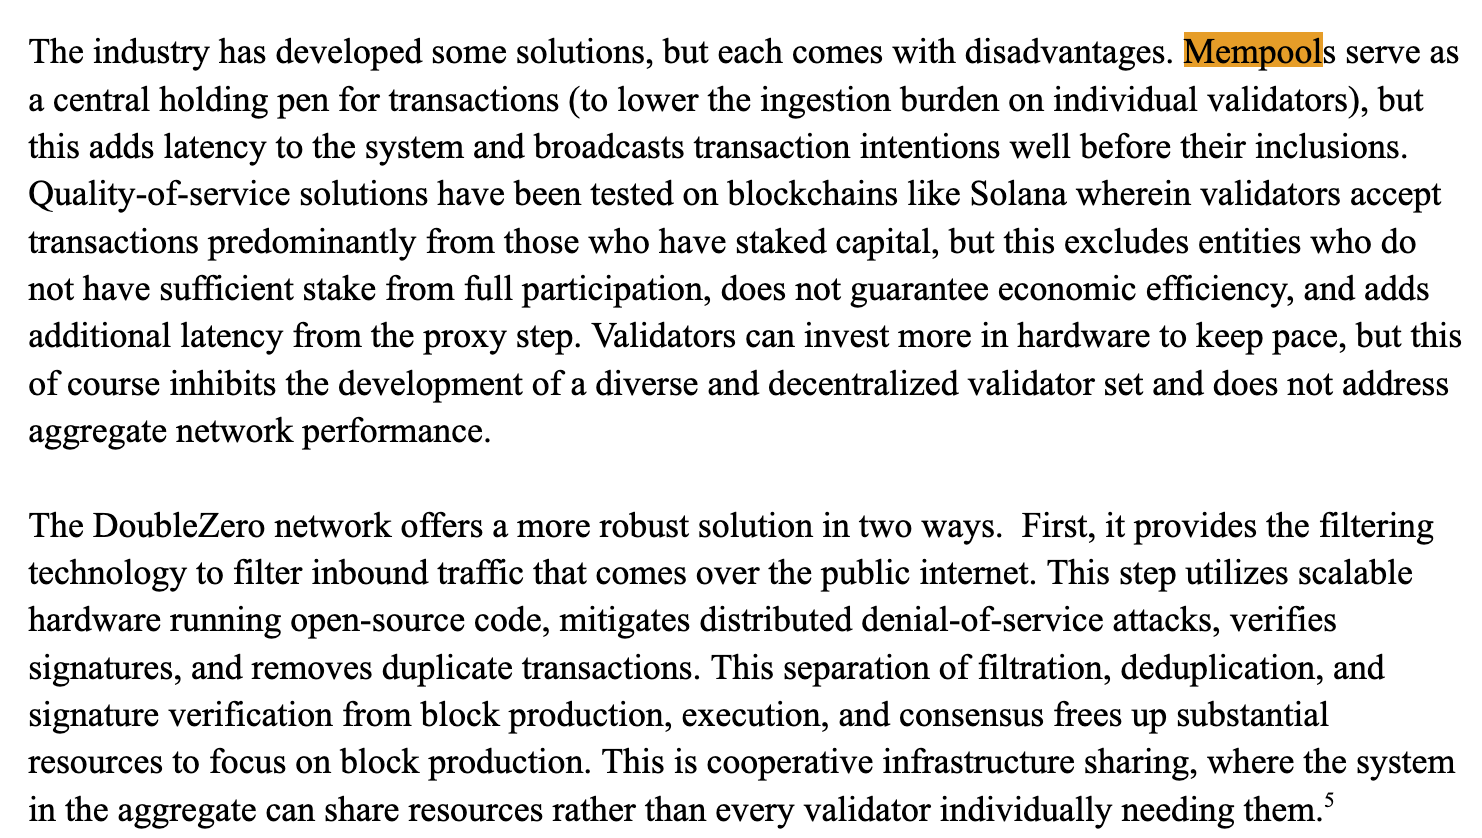 The industry has developed some solutions, but each comes with disadvantages. Mempools serve as
a central holding pen for transactions (to lower the ingestion burden on individual validators), but
this adds latency to the system and broadcasts transaction intentions well before their inclusions.
Quality-of-service solutions have been tested on blockchains like Solana wherein validators accept
transactions predominantly from those who have staked capital, but this excludes entities who do
not have sufficient stake from full participation, does not guarantee economic efficiency, and adds
additional latency from the proxy step. Validators can invest more in hardware to keep pace, but this
of course inhibits the development of a diverse and decentralized validator set and does not address
aggregate network performance.
The DoubleZero network offers a more robust solution in two ways.  First, it provides the filtering
technology to filter inbound traffic that comes over the public internet. This step utilizes scalable
hardware running open-source code, mitigates distributed denial-of-service attacks, verifies
signatures, and removes duplicate transactions. This separation of filtration, deduplication, and
signature verification from block production, execution, and consensus frees up substantial
resources to focus on block production. This is cooperative infrastructure sharing, where the system
in the aggregate can share resources rather than every validator individually needing them.⁵